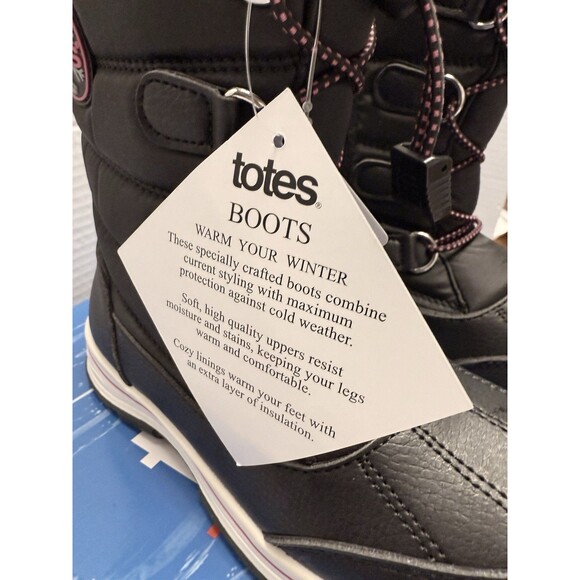 totes®
BOOTS
WARM YOUR WINTER
These specially crafted boots combine
current styling with maximum
protection against cold weather.
Soft, high quality uppers resist
moisture and stains, keeping your legs
warm and comfortable.
Cozy linings warm your feet with
an extra layer of insulation.